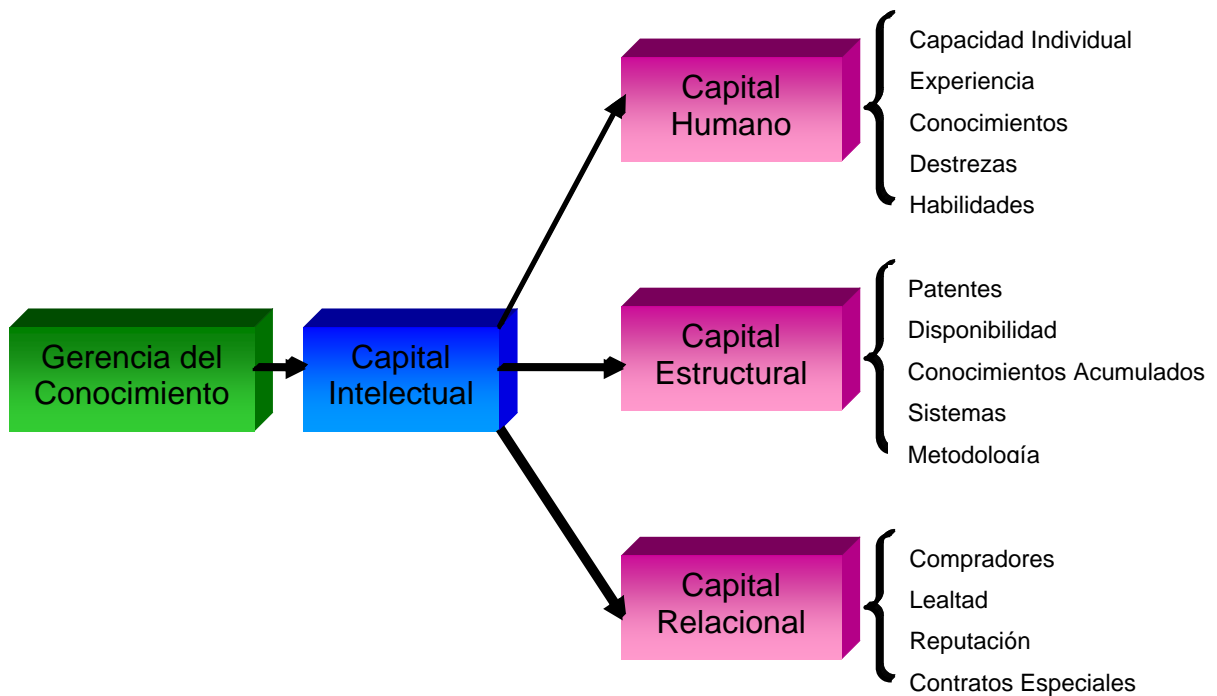 Gerencia del
Conocimiento
Capital
Intelectual
Capital
Humano
Capacidad Individual
Experiencia
Conocimientos
Destrezas
Habilidades
Capital
Estructural
Patentes
Disponibilidad
Conocimientos Acumulados
Sistemas
Metodología
Capital
Relacional
Compradores
Lealtad
Reputación
Contratos Especiales